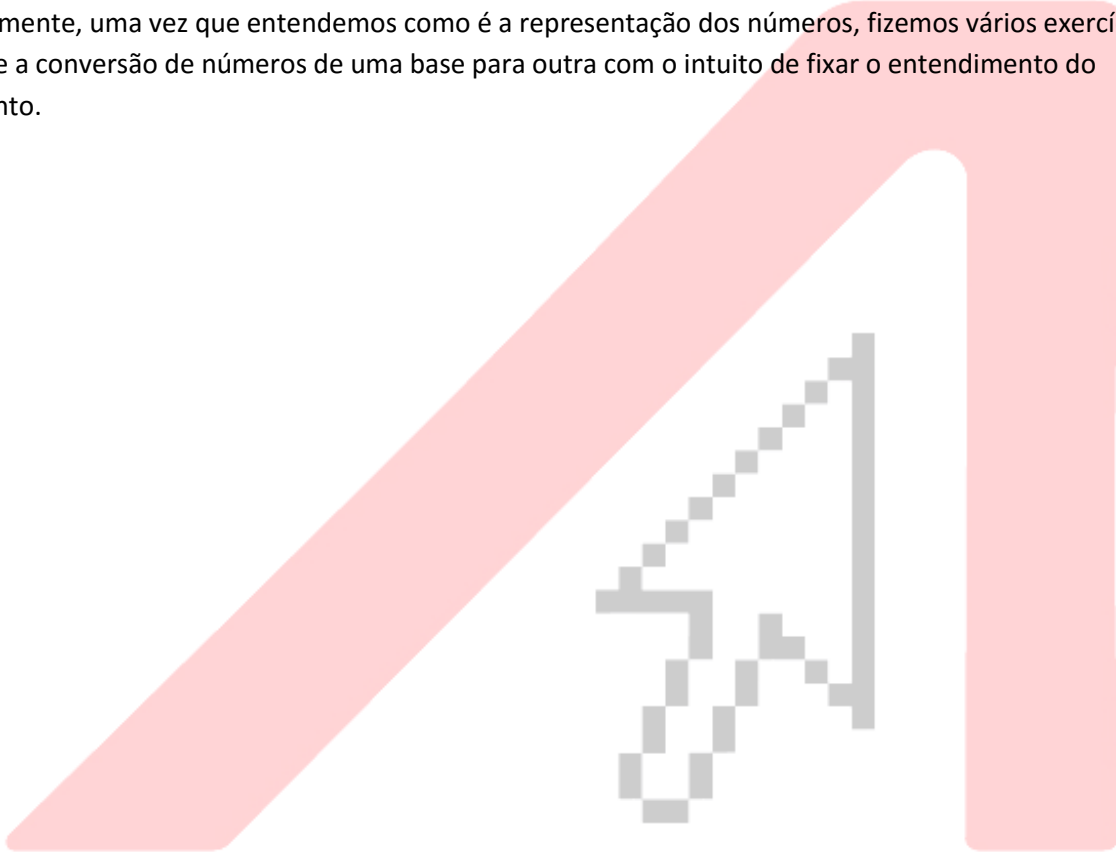 mente, uma vez que entendemos como é a representação dos números, fizemos vários exercí
e a conversão de números de uma base para outra com o intuito de fixar o entendimento do
nto.